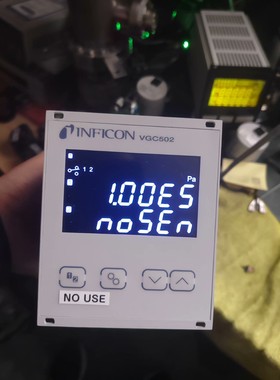 INFICON VGC502
Pa
1 2
1.00E5
noSEn
NO USE